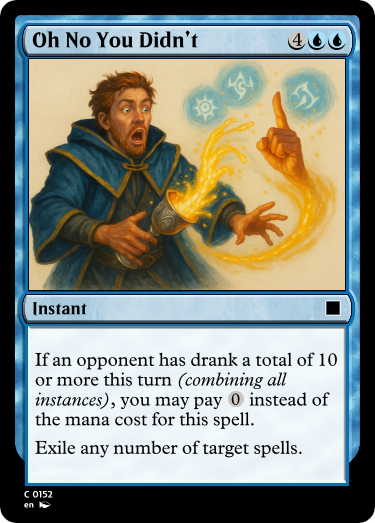 Oh No You Didn't 4
Instant
If an opponent has drank a total of 10
or more this turn (combining all
instances), you may pay 0 instead of
the mana cost for this spell.
Exile any number of target spells.
C 0152
en